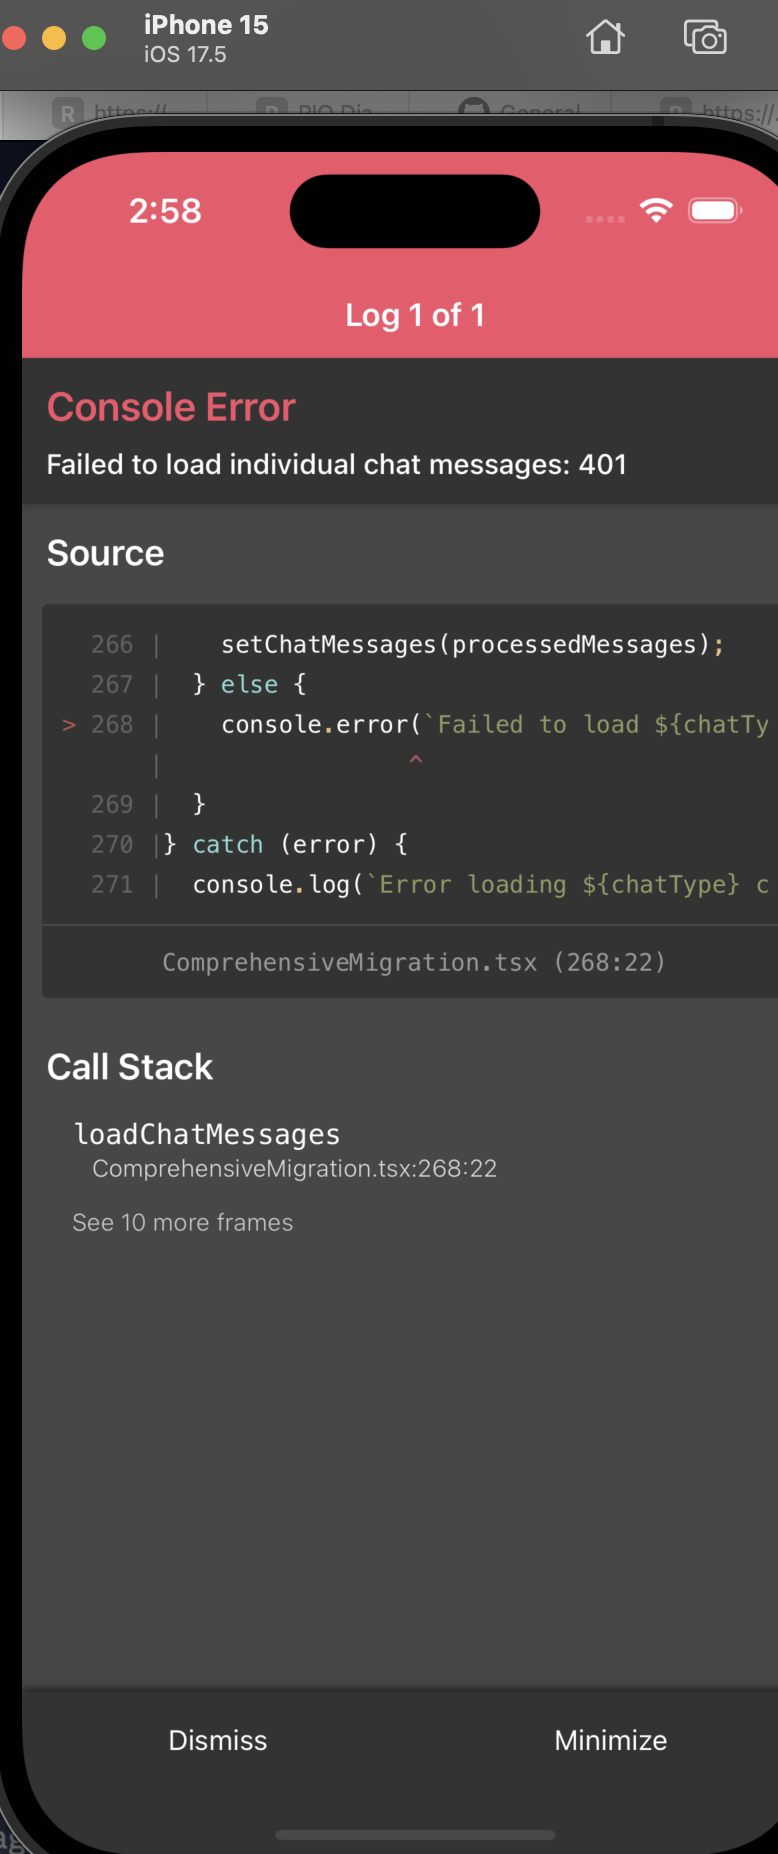 iPhone 15
iOS 17.5
R https://
R PIO Dia
General
R https://
2:58
Log 1 of 1
Console Error
Failed to load individual chat messages: 401
Source
266 | setChatMessages(processedMessages);
267 | } else {
> 268 | console.error(`Failed to load ${chatTy
| ^
269 | }
270 |} catch (error) {
271 | console.log(`Error loading ${chatType} c
ComprehensiveMigration.tsx (268:22)
Call Stack
loadChatMessages
ComprehensiveMigration.tsx:268:22
See 10 more frames
Dismiss
Minimize